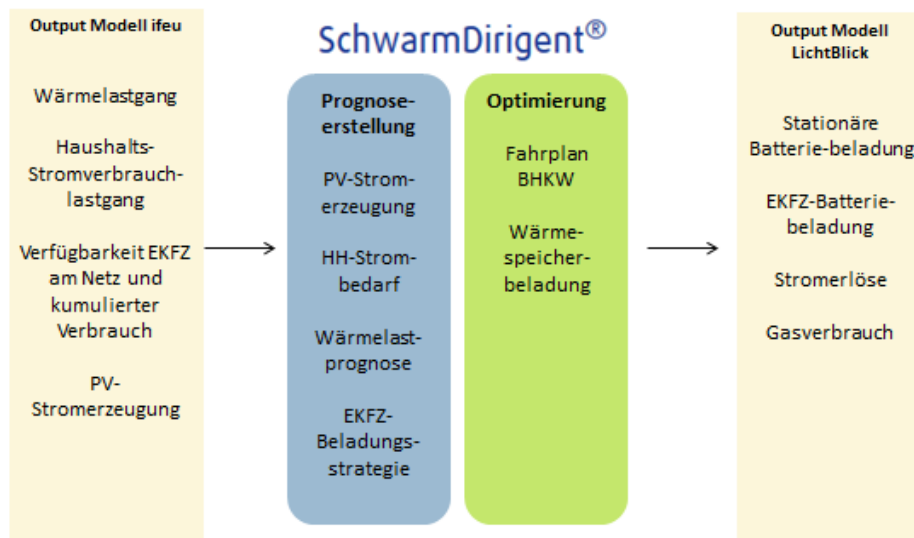 Output Modell ifeu
Wärmelastgang
Haushalts-
Stromverbrauch-
lastgang
Verfügbarkeit EKFZ
am Netz und
kumulierter
Verbrauch
PV-
Stromerzeugung
SchwarmDirigent®
Prognose-
erstellung
PV-Strom-
erzeugung
HH-Strom-
bedarf
Wärmelast-
prognose
EKFZ-
Beladungs-
strategie
Optimierung
Fahrplan
BHKW
Wärme-
speicher-
beladung
Output Modell
LichtBlick
Stationäre
Batterie-beladung
EKFZ-Batterie-
beladung
Stromerlöse
Gasverbrauch